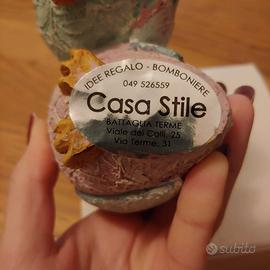 IDEE REGALO - BOMBONIERE
049 526559
Casa Stile
BATTAGLIA TERME
Viale dei Colli, 25
Via Terme, 31
subito